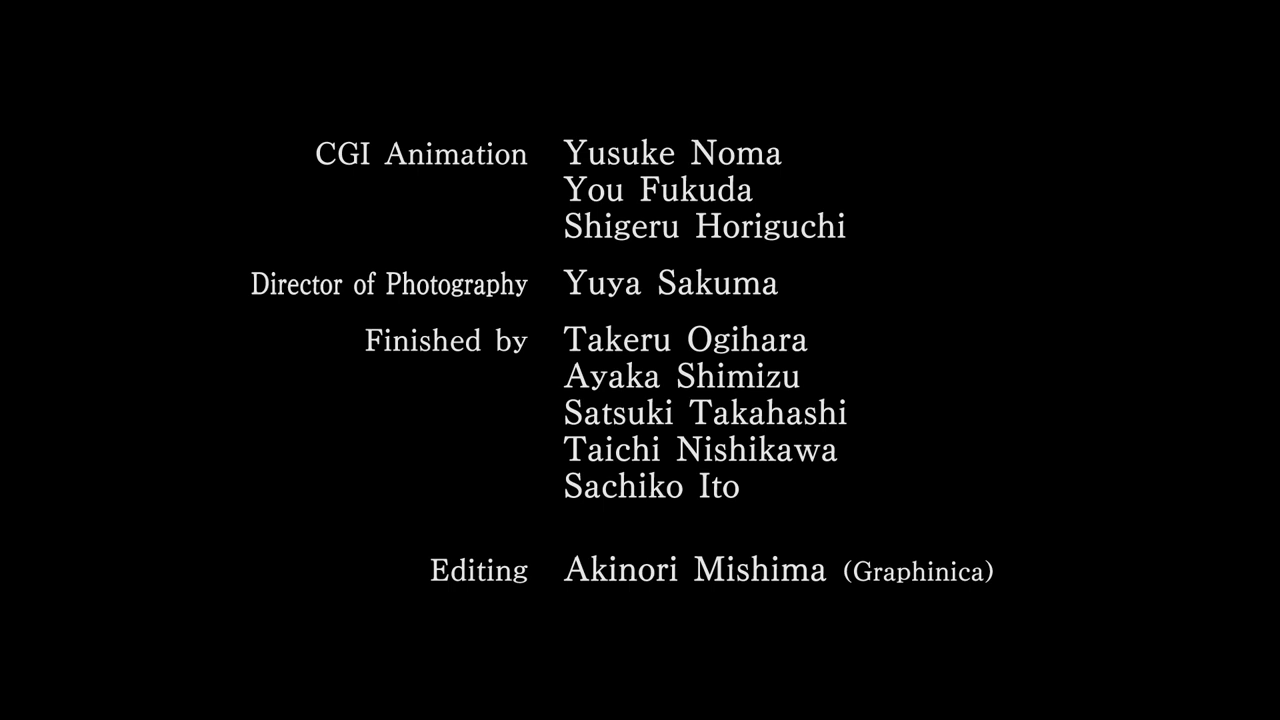 CGI Animation Yusuke Noma
You Fukuda
Shigeru Horiguchi
Director of Photography Yuya Sakuma
Finished by Takeru Ogihara
Ayaka Shimizu
Satsuki Takahashi
Taichi Nishikawa
Sachiko Ito
Editing Akinori Mishima (Graphinica)